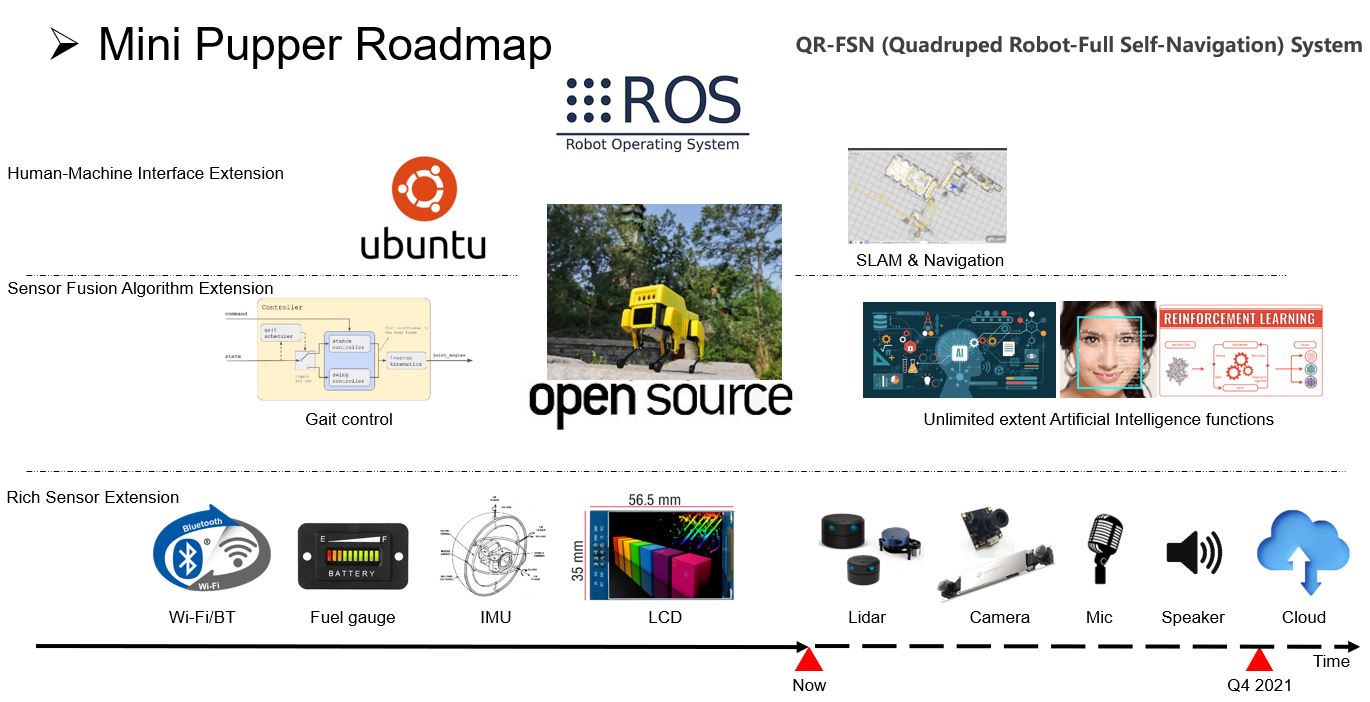 Mini Pupper Roadmap
QR-FSN (Quadruped Robot-Full Self-Navigation) System
ROS
Robot Operating System
Human-Machine Interface Extension
ubuntu
SLAM & Navigation
Sensor Fusion Algorithm Extension
Controller
command
gait
scheduler
state
stance
controller
swing
controller
inverse
kinematics
joint_angles
Gait control
open source
AI
REINFORCEMENT LEARNING
Unlimited extent Artificial Intelligence functions
Rich Sensor Extension
Bluetooth
®
Wi-Fi
E
F
BATTERY
56.5 mm
35 mm
Wi-Fi/BT
Fuel gauge
IMU
LCD
Lidar
Camera
Mic
Speaker
Cloud
Now
Q4 2021
Time